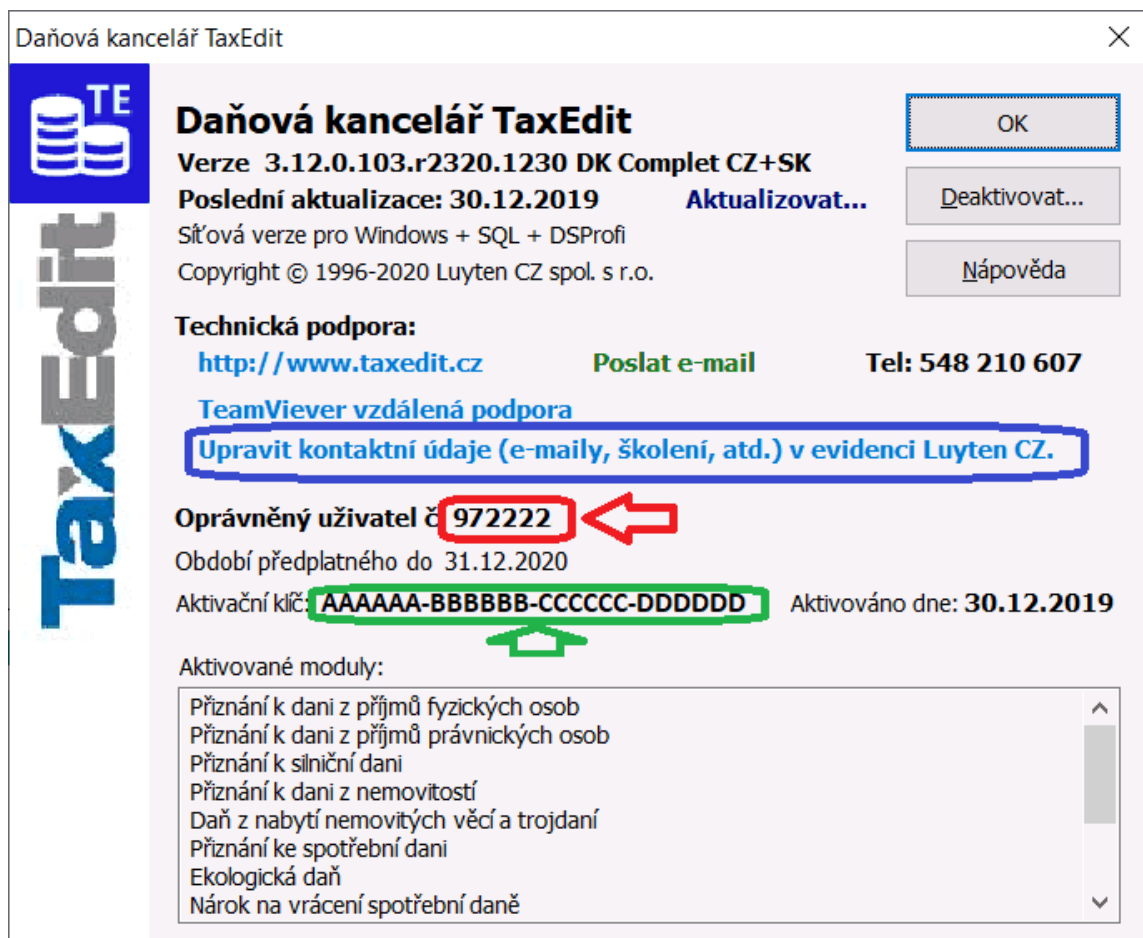 Daňová kancelář TaxEdit
TE
TaxEdit
Daňová kancelář TaxEdit
OK
Verze 3.12.0.103.r2320.1230 DK Complet CZ+SK
Poslední aktualizace: 30.12.2019 Aktualizovat...
Deaktivovat...
Síťová verze pro Windows + SQL + DSProfi
Copyright © 1996-2020 Luyten CZ spol. s r.o.
Nápověda
Technická podpora:
http://www.taxedit.cz Poslat e-mail Tel: 548 210 607
TeamViever vzdálená podpora
Upravit kontaktní údaje (e-maily, školení, atd.) v evidenci Luyten CZ.
Oprávněný uživatel č 972222
Období předplatného do 31.12.2020
Aktivační klíč: AAAAAA-BBBBBB-CCCCCC-DDDDDD Aktivováno dne: 30.12.2019
Aktivované moduly:
Přiznání k dani z příjmů fyzických osob
Přiznání k dani z příjmů právnických osob
Přiznání k silniční dani
Přiznání k dani z nemovitostí
Daň z nabytí nemovitých věcí a trojdaní
Přiznání ke spotřební dani
Ekologická daň
Nárok na vrácení spotřební daně